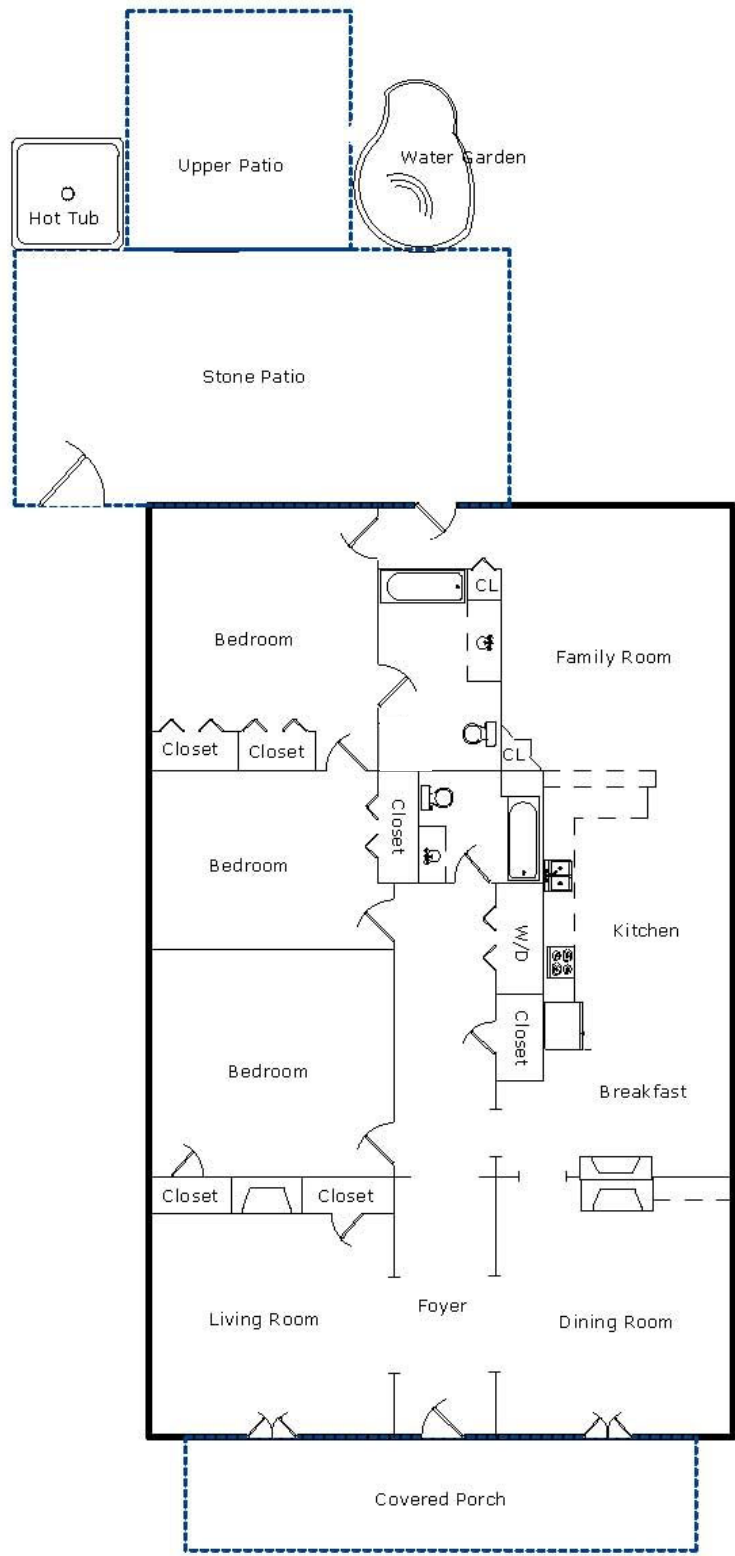 Upper Patio
Water Garden
Hot Tub
Stone Patio
CL
Bedroom
Family Room
Closet
Closet
CL
Closet
Bedroom
W/D
Kitchen
Closet
Bedroom
Breakfast
Closet
Closet
Foyer
Living Room
Dining Room
Covered Porch